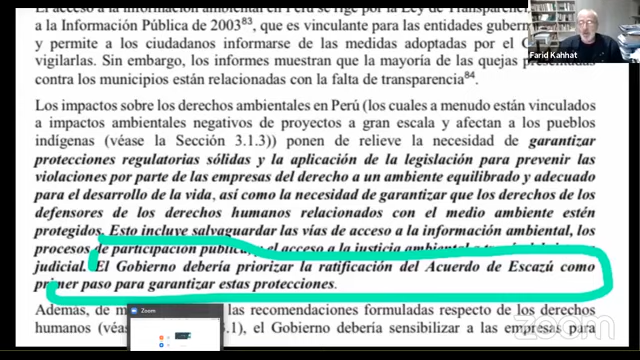 El acceso a la información ambiental en Perú se rige por la Ley de Transparencia
a la Información Pública de 2003⁸³, que es vinculante para las entidades gubern
y permite a los ciudadanos informarse de las medidas adoptadas por el
vigilarlas. Sin embargo, los informes muestran que la mayoría de las quejas presentadas
contra los municipios están relacionadas con la falta de transparencia⁸⁴.
Los impactos sobre los derechos ambientales en Perú (los cuales a menudo están vinculados
a impactos ambientales negativos de proyectos a gran escala y afectan a los pueblos
indígenas (véase la Sección 3.1.3)) ponen de relieve la necesidad de garantizar
protecciones regulatorias sólidas y la aplicación de la legislación para prevenir las
violaciones por parte de las empresas del derecho a un ambiente equilibrado y adecuado
para el desarrollo de la vida, así como la necesidad de garantizar que los derechos de los
defensores de los derechos humanos relacionados con el medio ambiente estén
protegidos. Esto incluye salvaguardar las vías de acceso a la información ambiental, los
procesos de participación pública, y el acceso a la justicia ambiental
judicial. El Gobierno debería priorizar la ratificación del Acuerdo de Escazú como
primer paso para garantizar estas protecciones.
Además, de las recomendaciones formuladas respecto de los derechos
humanos (véa 3.1), el Gobierno debería sensibilizar a las empresas para
Farid Kahhat
Zoom
zoom